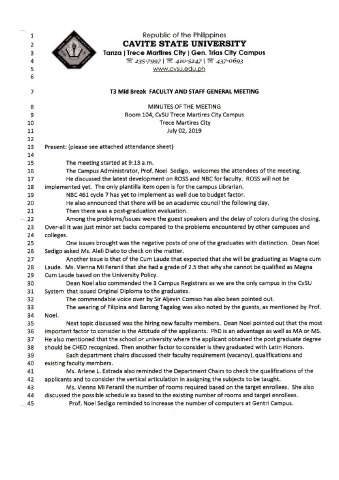 1 Republic of the Philippines
2 CAVITE STATE UNIVERSITY
3 Tanza | Trece Martires City | Gen. Trias City Campus
4 ☏ 235-7997 | ☏ 410-5247 | ☏ 437-0693
5 www.cvsu.edu.ph
6
7 T3 Mid Break FACULTY AND STAFF GENERAL MEETING
8 MINUTES OF THE MEETING
9 Room 104, CvSU Trece Martires City Campus
10 Trece Martires City
11 July 02, 2019
12
13 Present: (please see attached attendance sheet)
14
15 The meeting started at 9:13 a.m.
16 The Campus Administrator, Prof. Noel Sedigo, welcomes the attendees of the meeting.
17 He discussed the latest development on ROSS and NBC for faculty. ROSS will not be
18 implemented yet. The only plantilla item open is for the campus Librarian.
19 NBC 461 cycle 7 has yet to implement as well due to budget factor.
20 He also announced that there will be an academic council the following day.
21 Then there was a post-graduation evaluation.
22 Among the problems/issues were the guest speakers and the delay of colors during the closing.
23 Over-all it was just minor set backs compared to the problems encountered by other campuses and
24 colleges.
25 One issues brought was the negative posts of one of the graduates with distinction. Dean Noel
26 Sedigo asked Ms. Aleli Diato to check on the matter.
27 Another issue is that of the Cum Laude that expected that she will be graduating as Magna cum
28 Laude. Ms. Vienna Mi Feranil that she had a grade of 2.5 that why she cannot be qualified as Magna
29 Cum Laude based on the University Policy.
30 Dean Noel also commended the 3 Campus Registrars as we are the only campus in the CvSU
31 System that issued Original Diploma to the graduates.
32 The commendable voice over by Sir Aljevin Comiso has also been pointed out.
33 The wearing of Filipina and Barong Tagalog was also noted by the guests, as mentioned by Prof.
34 Noel.
35 Next topic discussed was the hiring new faculty members. Dean Noel pointed out that the most
36 important factor to consider is the Attitude of the applicants. PhD is an advantage as well as MA or MS.
37 He also mentioned that the school or university where the applicant obtained the post graduate degree
38 should be CHED recognized. Then another factor to consider is they graduated with Latin Honors.
39 Each department chairs discussed their faculty requirement (vacancy), qualifications and
40 existing faculty members.
41 Ms. Arlene L. Estrada also reminded the Department Chairs to check the qualifications of the
42 applicants and to consider the vertical articulation in assigning the subjects to be taught.
43 Ms. Vienna Mi Feranil the number of rooms required based on the target enrollees. She also
44 discussed the possible schedule as based to the existing number of rooms and target enrollees.
45 Prof. Noel Sedigo reminded to increase the number of computers at Gentri Campus.